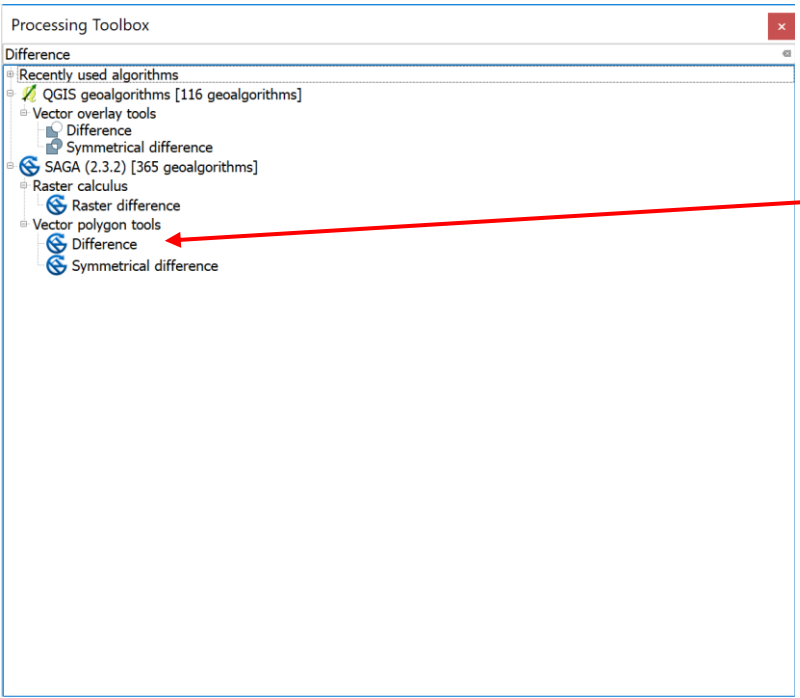 Processing Toolbox
Difference
Recently used algorithms
QGIS geoalgorithms [116 geoalgorithms]
Vector overlay tools
Difference
Symmetrical difference
SAGA (2.3.2) [365 geoalgorithms]
Raster calculus
Raster difference
Vector polygon tools
Difference
Symmetrical difference